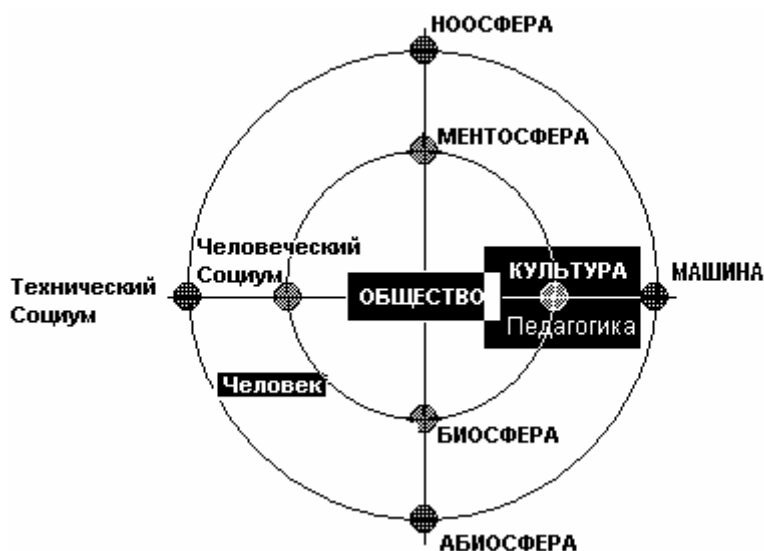 НООСФЕРА
МЕНТОСФЕРА
Человеческий
Социум
КУЛЬТУРА
МАШИНА
Технический
Социум
ОБЩЕСТВО
Педагогика
Человек
БИОСФЕРА
АБИОСФЕРА